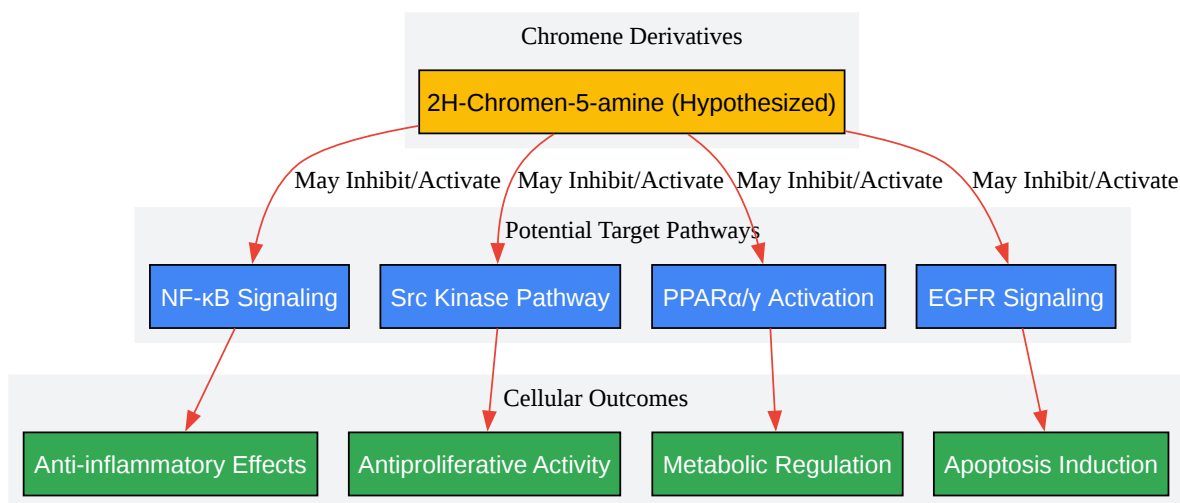 Chromene Derivatives
2H-Chromen-5-amine (Hypothesized)
May Inhibit/Activate May Inhibit/Activate May Inhibit/Activate May Inhibit/Activate
Potential Target Pathways
NF-κB Signaling Src Kinase Pathway PPARα/γ Activation EGFR Signaling
Cellular Outcomes
Anti-inflammatory Effects Antiproliferative Activity Metabolic Regulation Apoptosis Induction